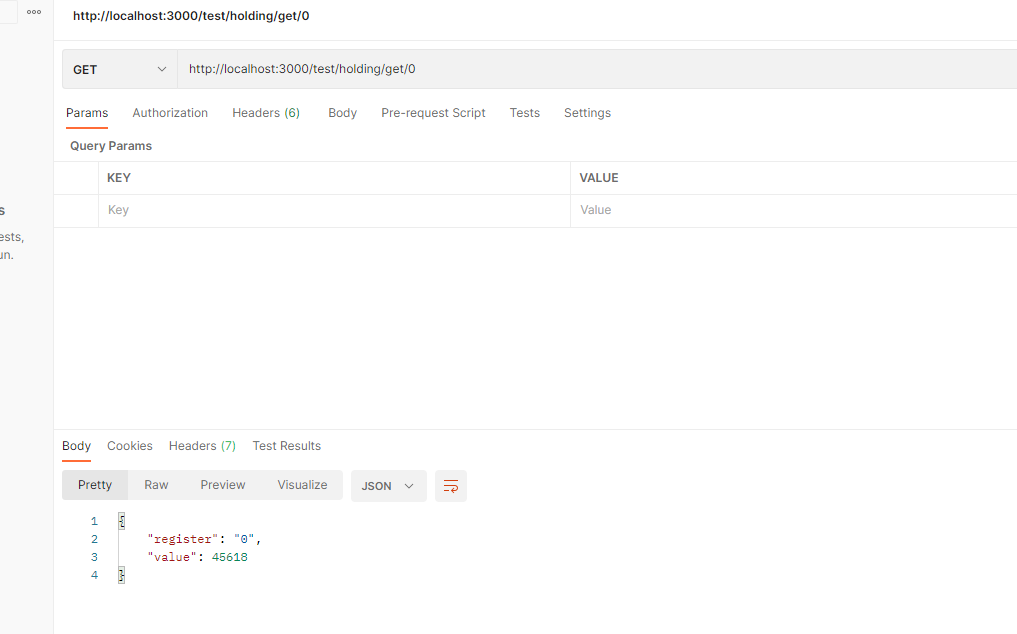 http://localhost:3000/test/holding/get/0
GET http://localhost:3000/test/holding/get/0
Params Authorization Headers (6) Body Pre-request Script Tests Settings
Query Params
KEY VALUE
Key Value
s
ests,
un.
Body Cookies Headers (7) Test Results
Pretty Raw Preview Visualize JSON
1 {
2 "register": "0",
3 "value": 45618
4 }